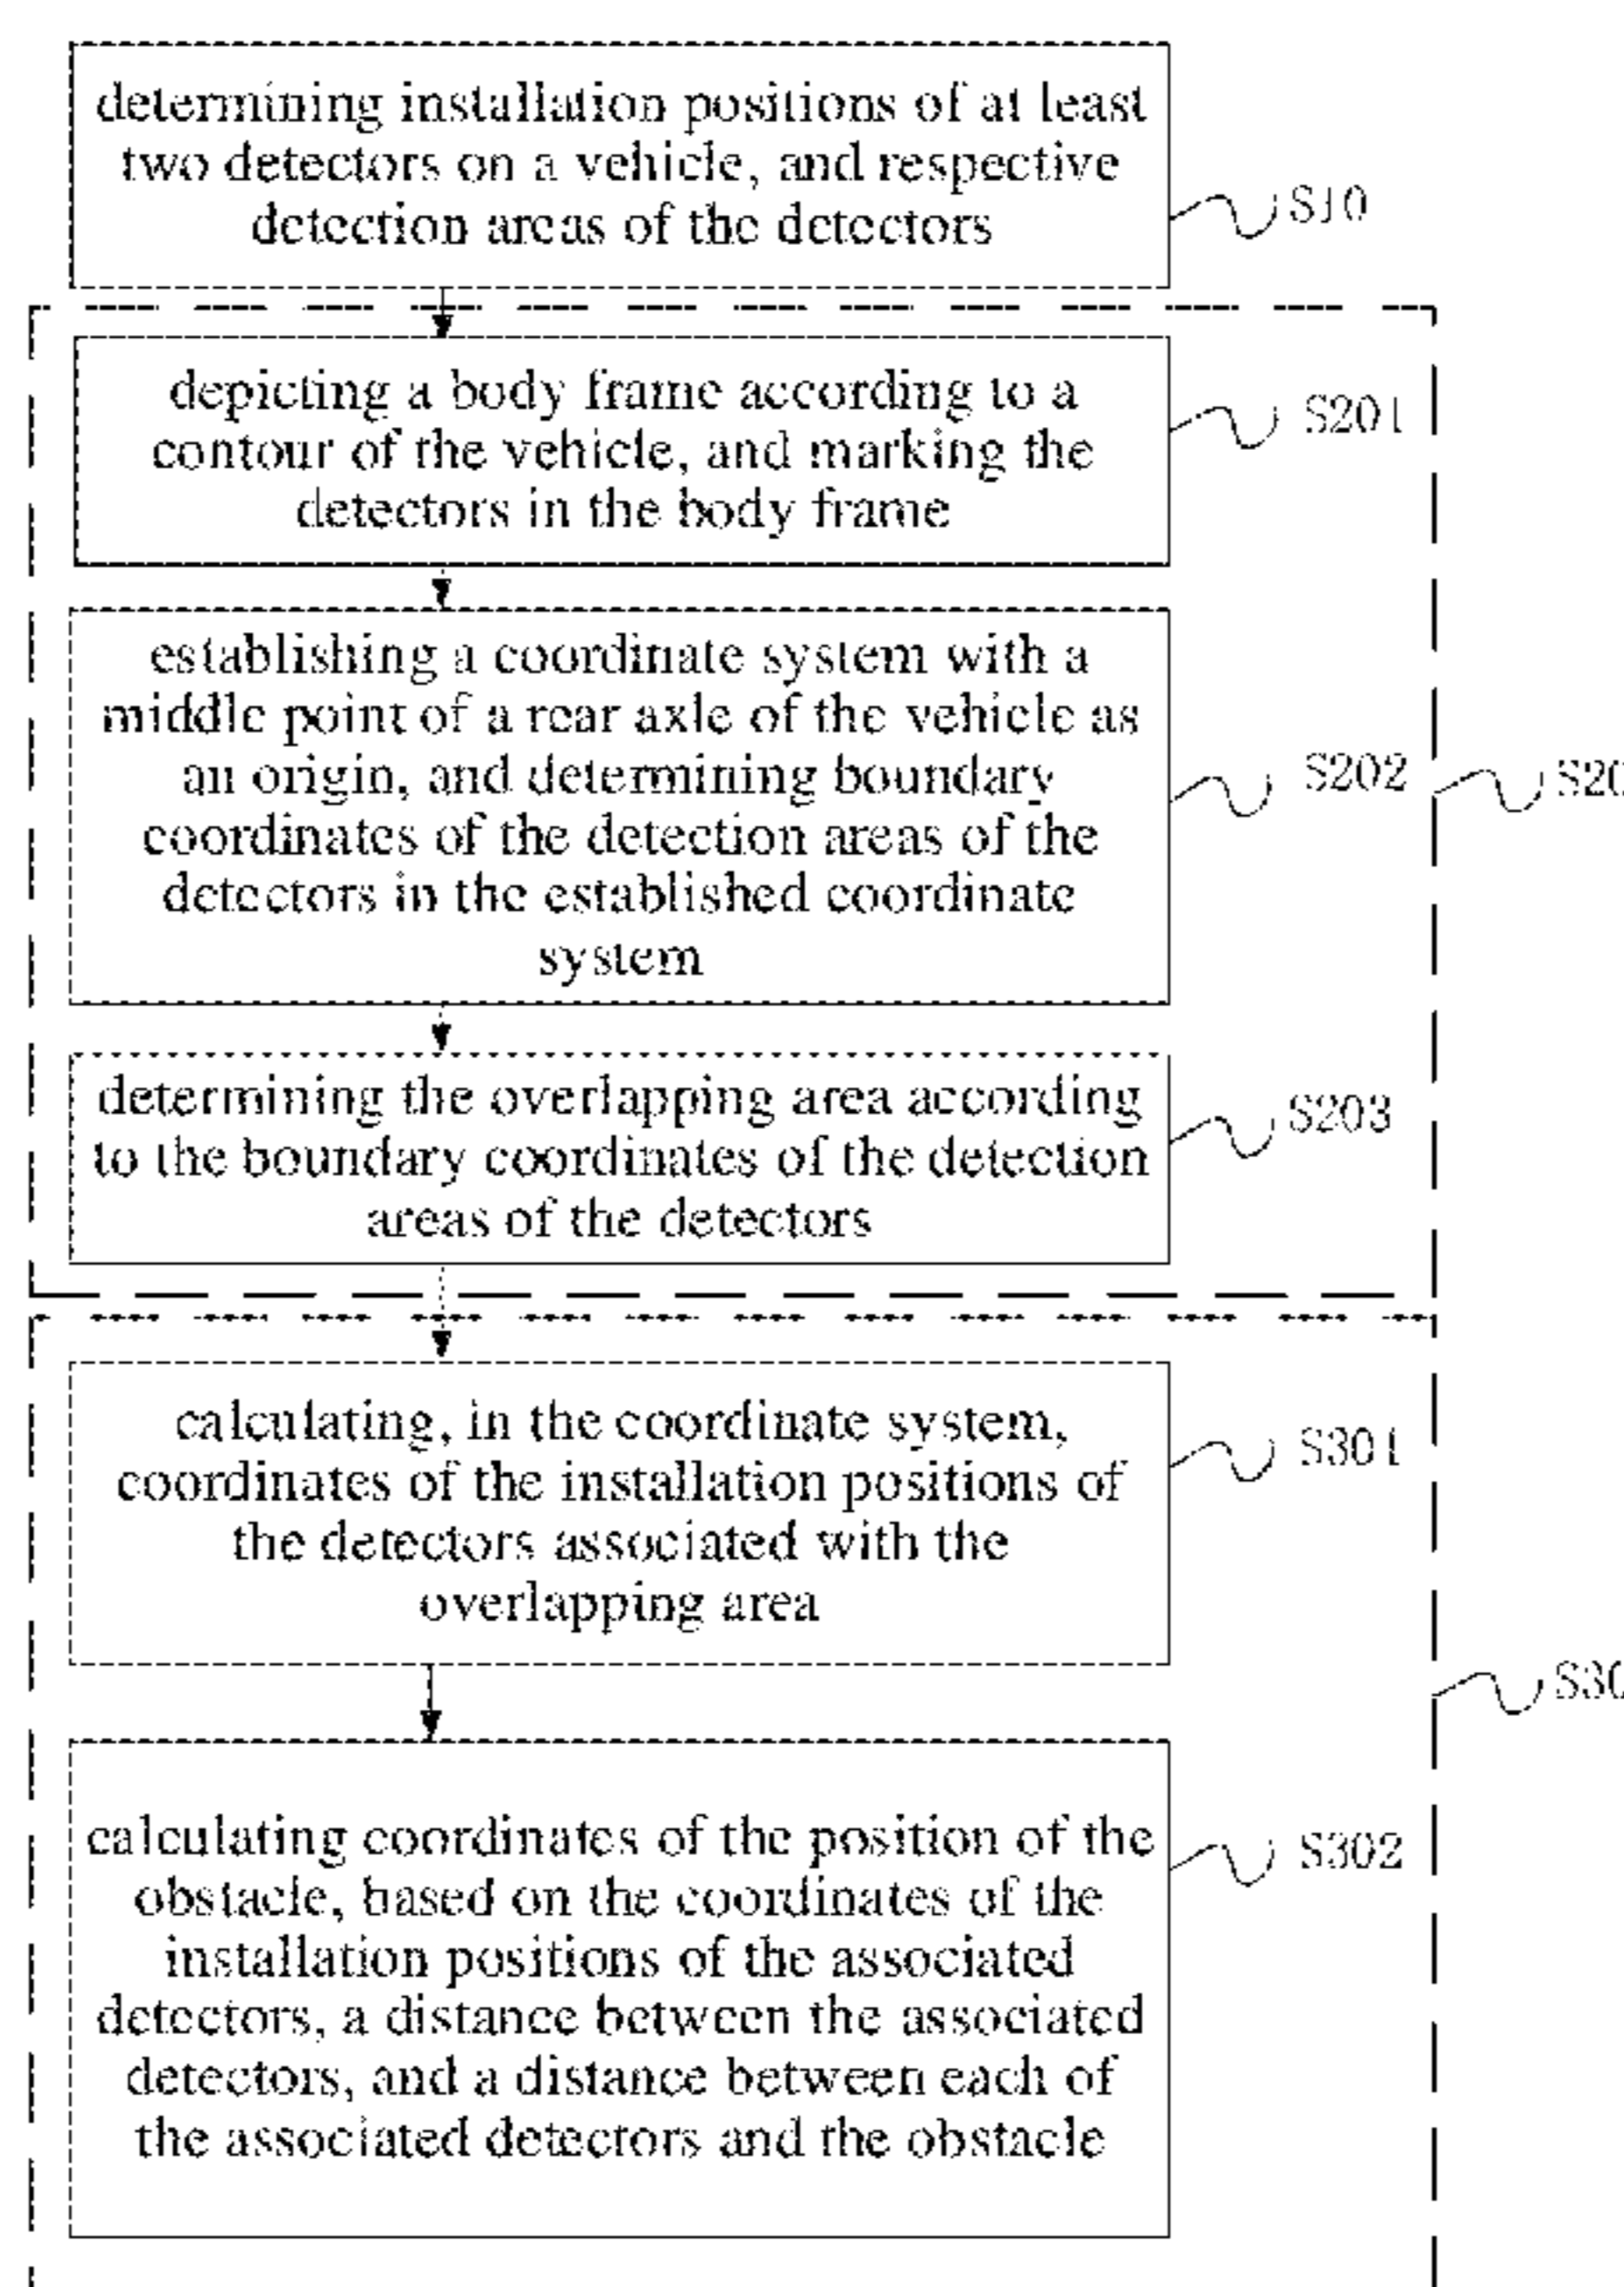 determining installation positions of at least
two detectors on a vehicle, and respective
detection areas of the detectors
S10
depicting a body frame according to a
contour of the vehicle, and marking the
detectors in the body frame
S201
establishing a coordinate system with a
middle point of a rear axle of the vehicle as
an origin, and determining boundary
coordinates of the detection areas of the
detectors in the established coordinate
system
S202
S20
determining the overlapping area according
to the boundary coordinates of the detection
areas of the detectors
S203
calculating, in the coordinate system,
coordinates of the installation positions of
the detectors associated with the
overlapping area
S301
S30
calculating coordinates of the position of the
obstacle, based on the coordinates of the
installation positions of the associated
detectors, a distance between the associated
detectors, and a distance between each of
the associated detectors and the obstacle
S302